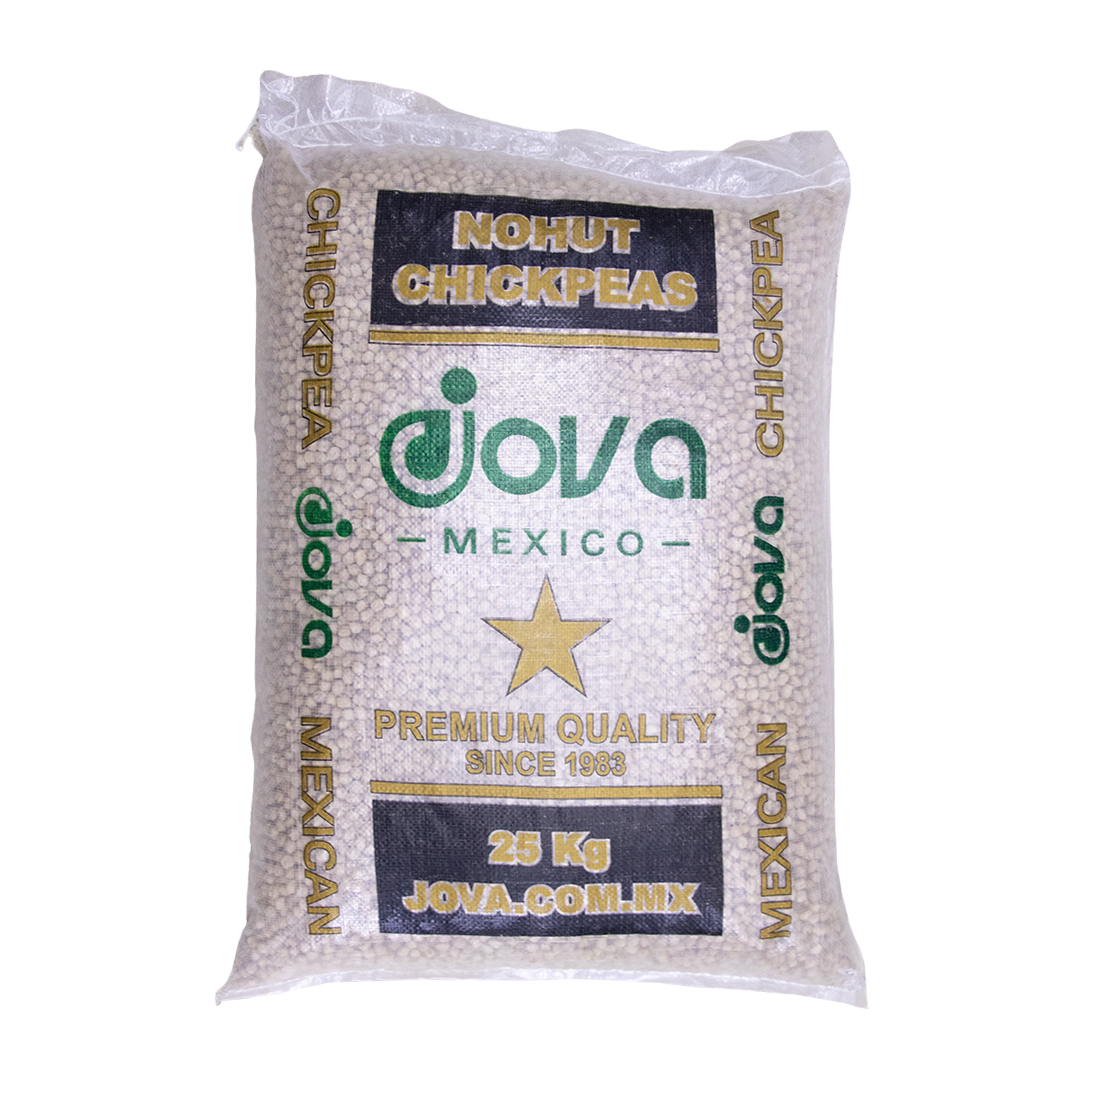 NOHUT
CHICKPEAS
jova
— MEXICO —
PREMIUM QUALITY
SINCE 1983
25 Kg
JOVA.COM.MX
CHICKPEA
jova
MEXICAN
MEXICAN
jova
CHICKPEA